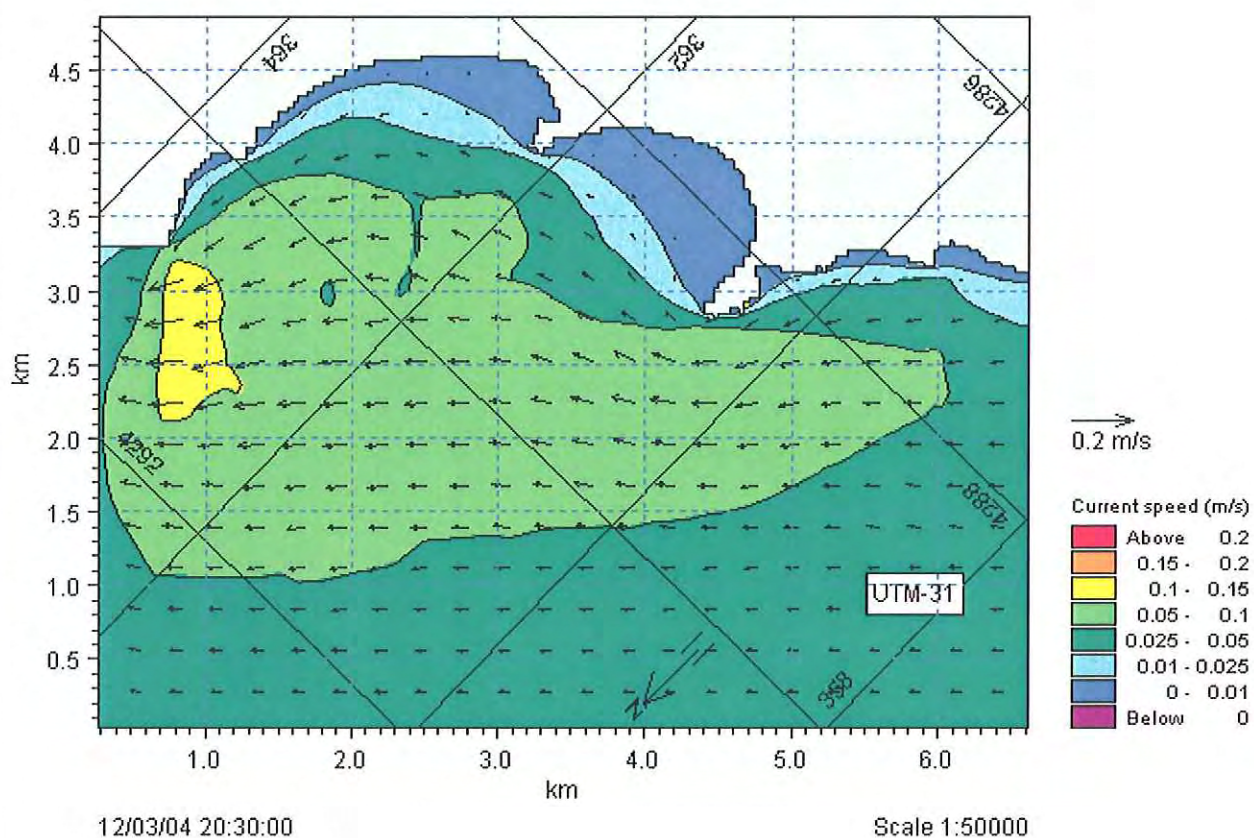 4.5
4.0
3.5
3.0
2.5
2.0
1.5
1.0
0.5
km
364
362
4286
4292
4288
358
N
UTM-31
1.0
2.0
3.0
4.0
5.0
6.0
km
0.2 m/s
Current speed (m/s)
Above 0.2
0.15 - 0.2
0.1 - 0.15
0.05 - 0.1
0.025 - 0.05
0.01 - 0.025
0 - 0.01
Below 0
12/03/04 20:30:00
Scale 1:50000